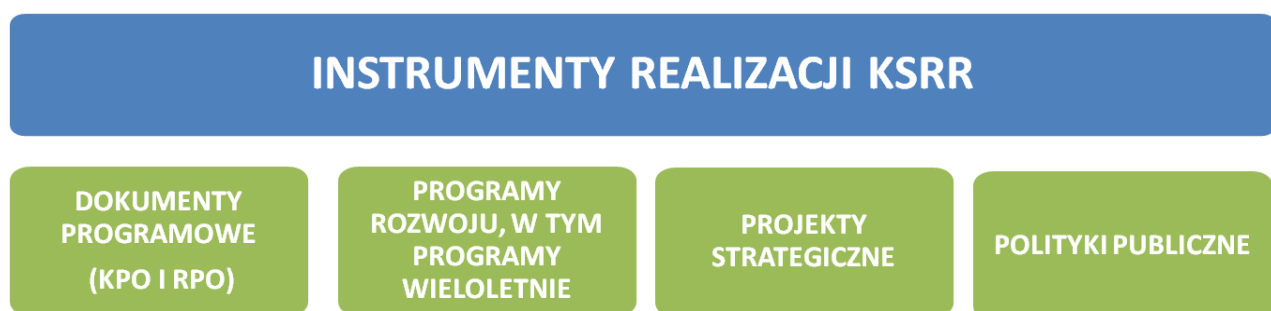 INSTRUMENTY REALIZACJI KSRR
DOKUMENTY
PROGRAMOWE
(KPO I RPO)
PROGRAMY
ROZWOJU, W TYM
PROGRAMY
WIELOLETNIE
PROJEKTY
STRATEGICZNE
POLITYKI PUBLICZNE